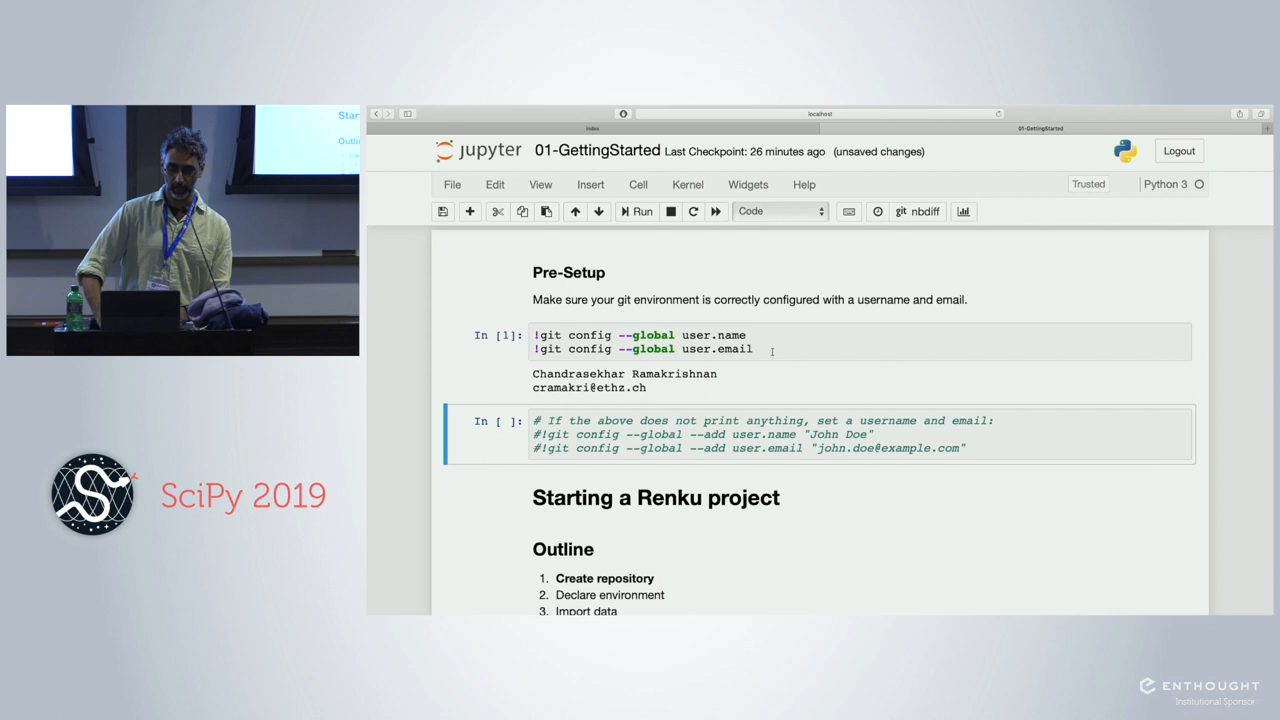 Star
Outli
SciPy 2019
localhost
index
01-GettingStarted
jupyter 01-GettingStarted Last Checkpoint: 26 minutes ago (unsaved changes)
Logout
File Edit View Insert Cell Kernel Widgets Help
Trusted
Python 3
Run
Code
git nbdiff
Pre-Setup
Make sure your git environment is correctly configured with a username and email.
In [1]: !git config --global user.name
!git config --global user.email
Chandrasekhar Ramakrishnan
cramakri@ethz.ch
In [ ]: # If the above does not print anything, set a username and email:
#!git config --global --add user.name "John Doe"
#!git config --global --add user.email "john.doe@example.com"
Starting a Renku project
Outline
1. Create repository
2. Declare environment
3. Import data
ENTHOUGHT
Institutional Sponsor